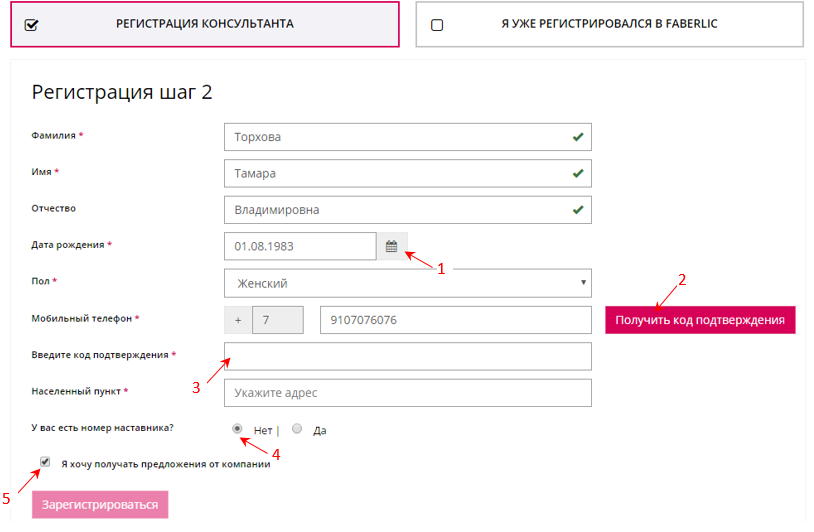 РЕГИСТРАЦИЯ КОНСУЛЬТАНТА
Я УЖЕ РЕГИСТРИРОВАЛСЯ В FABERLIC
Регистрация шаг 2
Фамилия * Торхова
Имя * Тамара
Отчество Владимировна
Дата рождения * 01.08.1983
1
Пол * Женский
2
Мобильный телефон * + 7 9107076076 Получить код подтверждения
Введите код подтверждения *
3
Населенный пункт * Укажите адрес
У вас есть номер наставника? Нет | Да
4
Я хочу получать предложения от компании
5
Зарегистрироваться